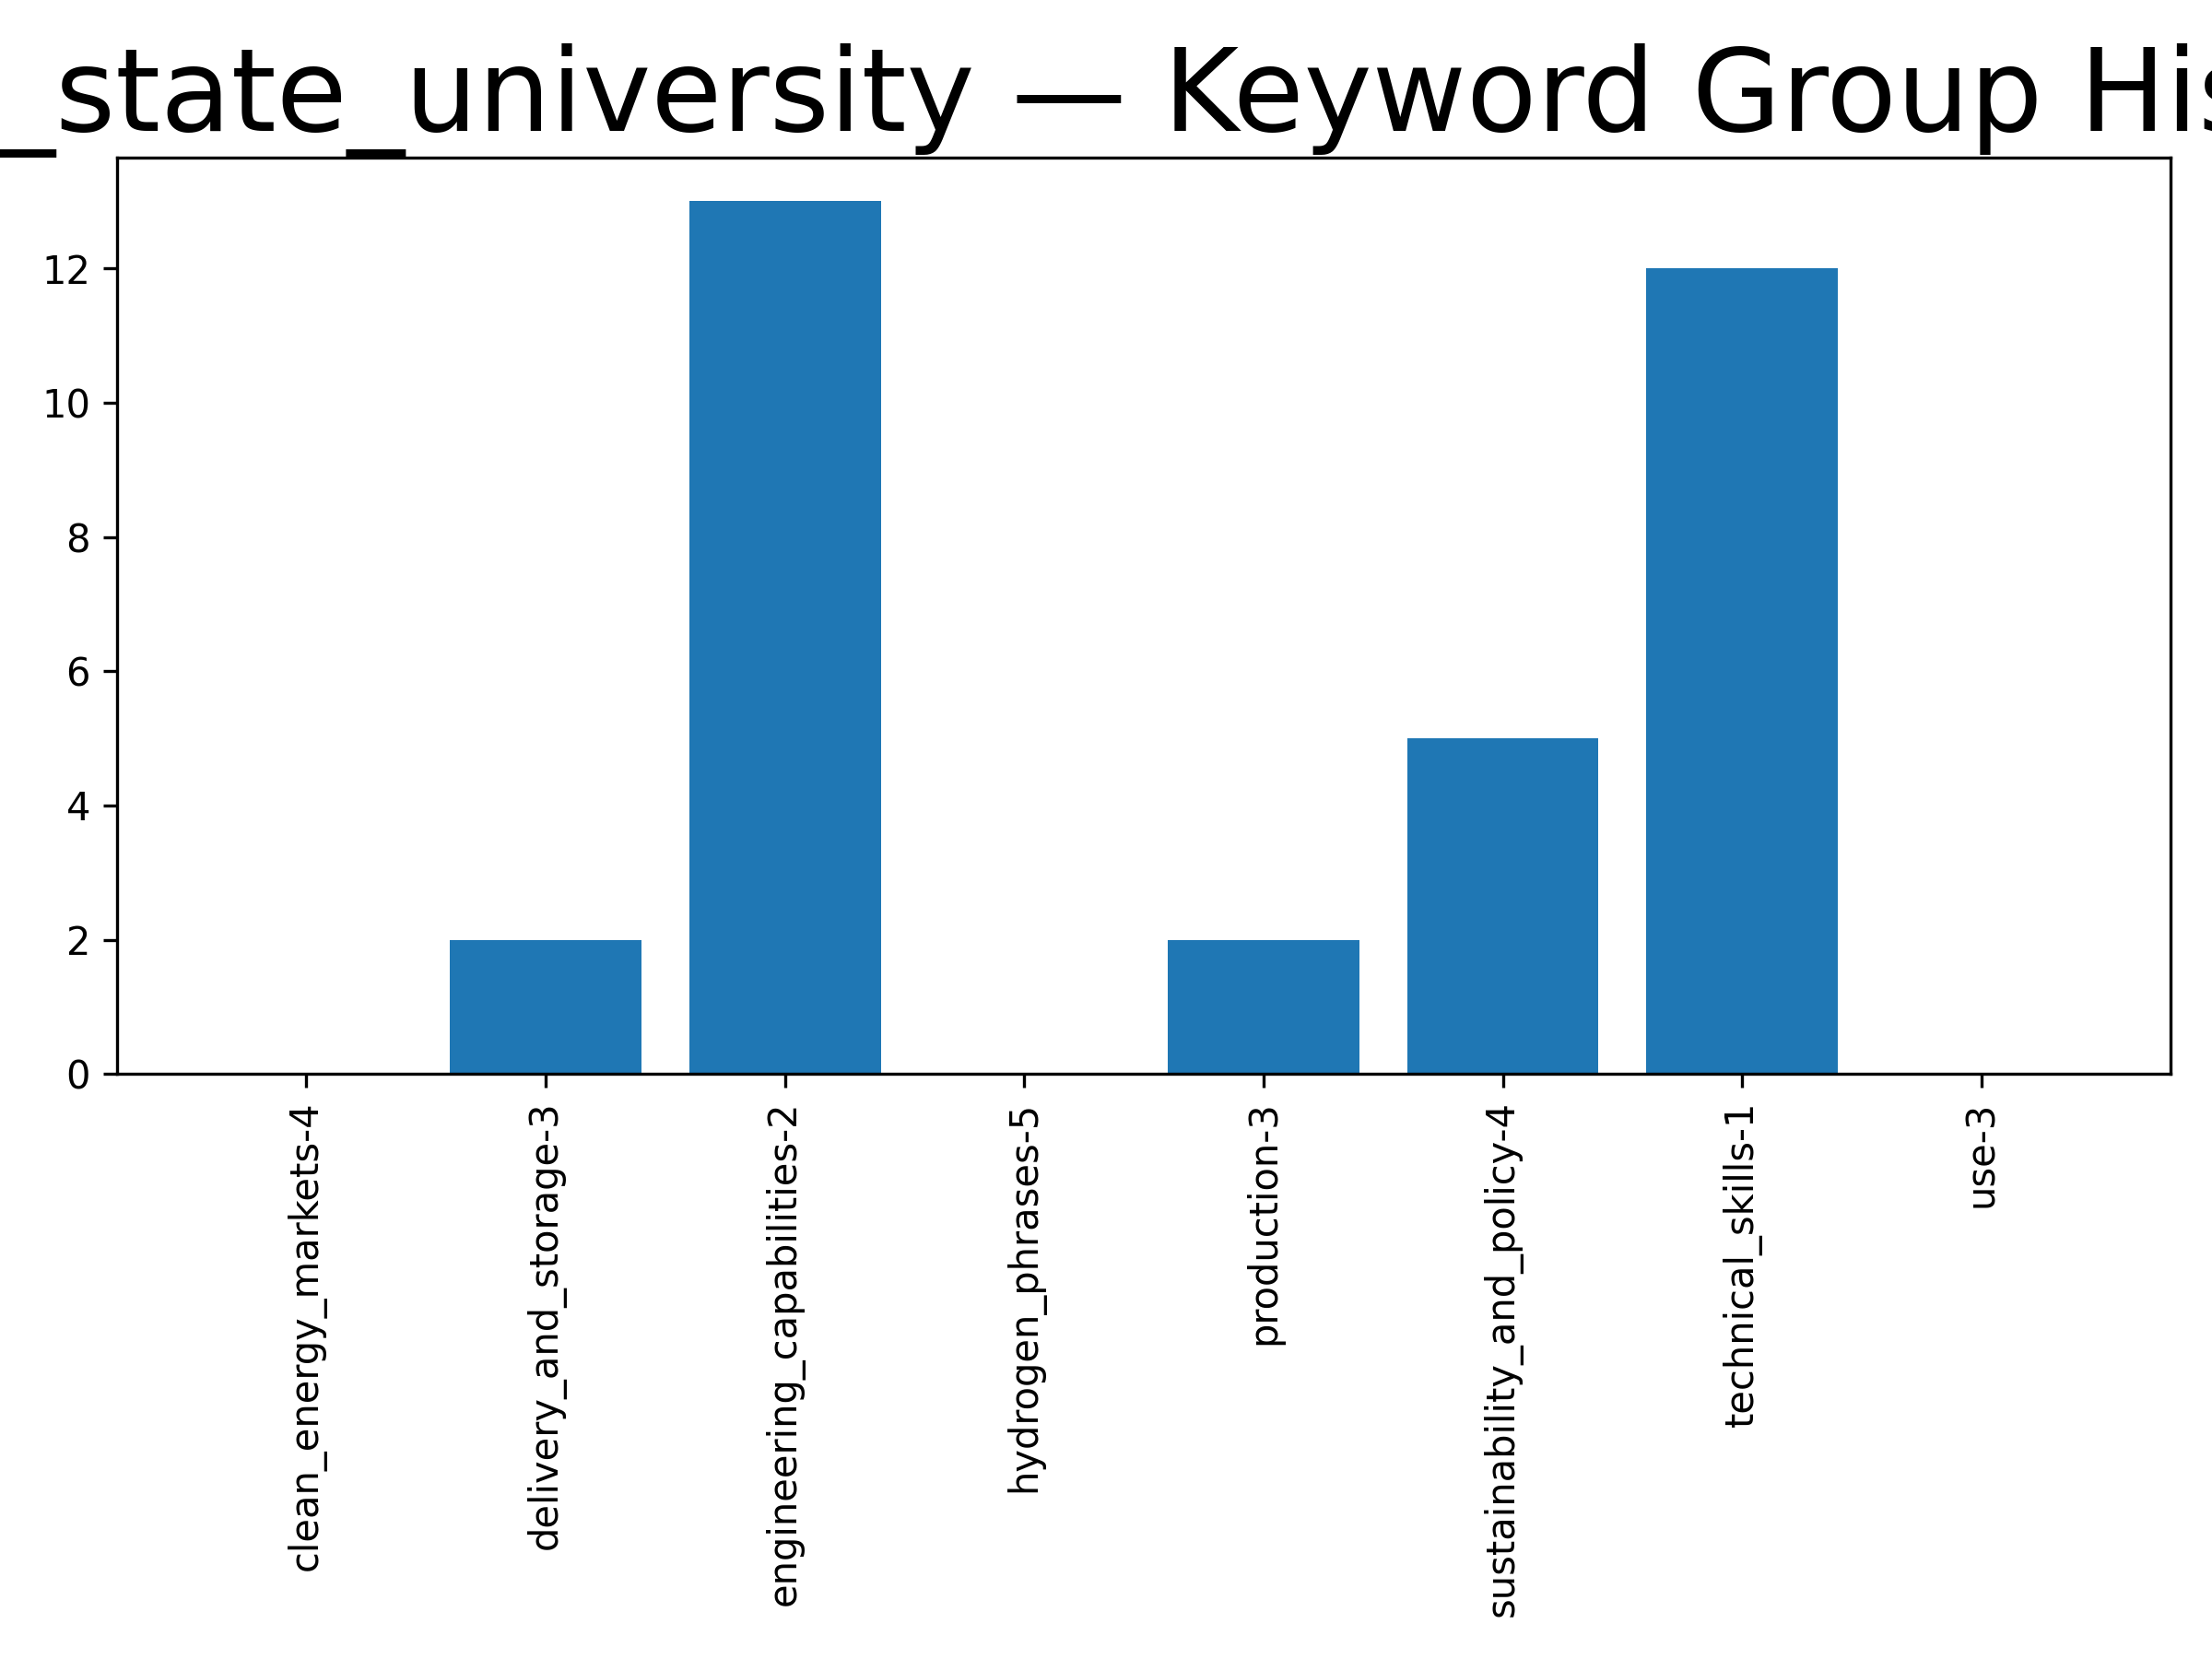 _state_university — Keyword Group His
12
10
8
6
4
2
0
clean_energy_markets-4
delivery_and_storage-3
engineering_capabilities-2
hydrogen_phrases-5
production-3
sustainability_and_policy-4
technical_skills-1
use-3